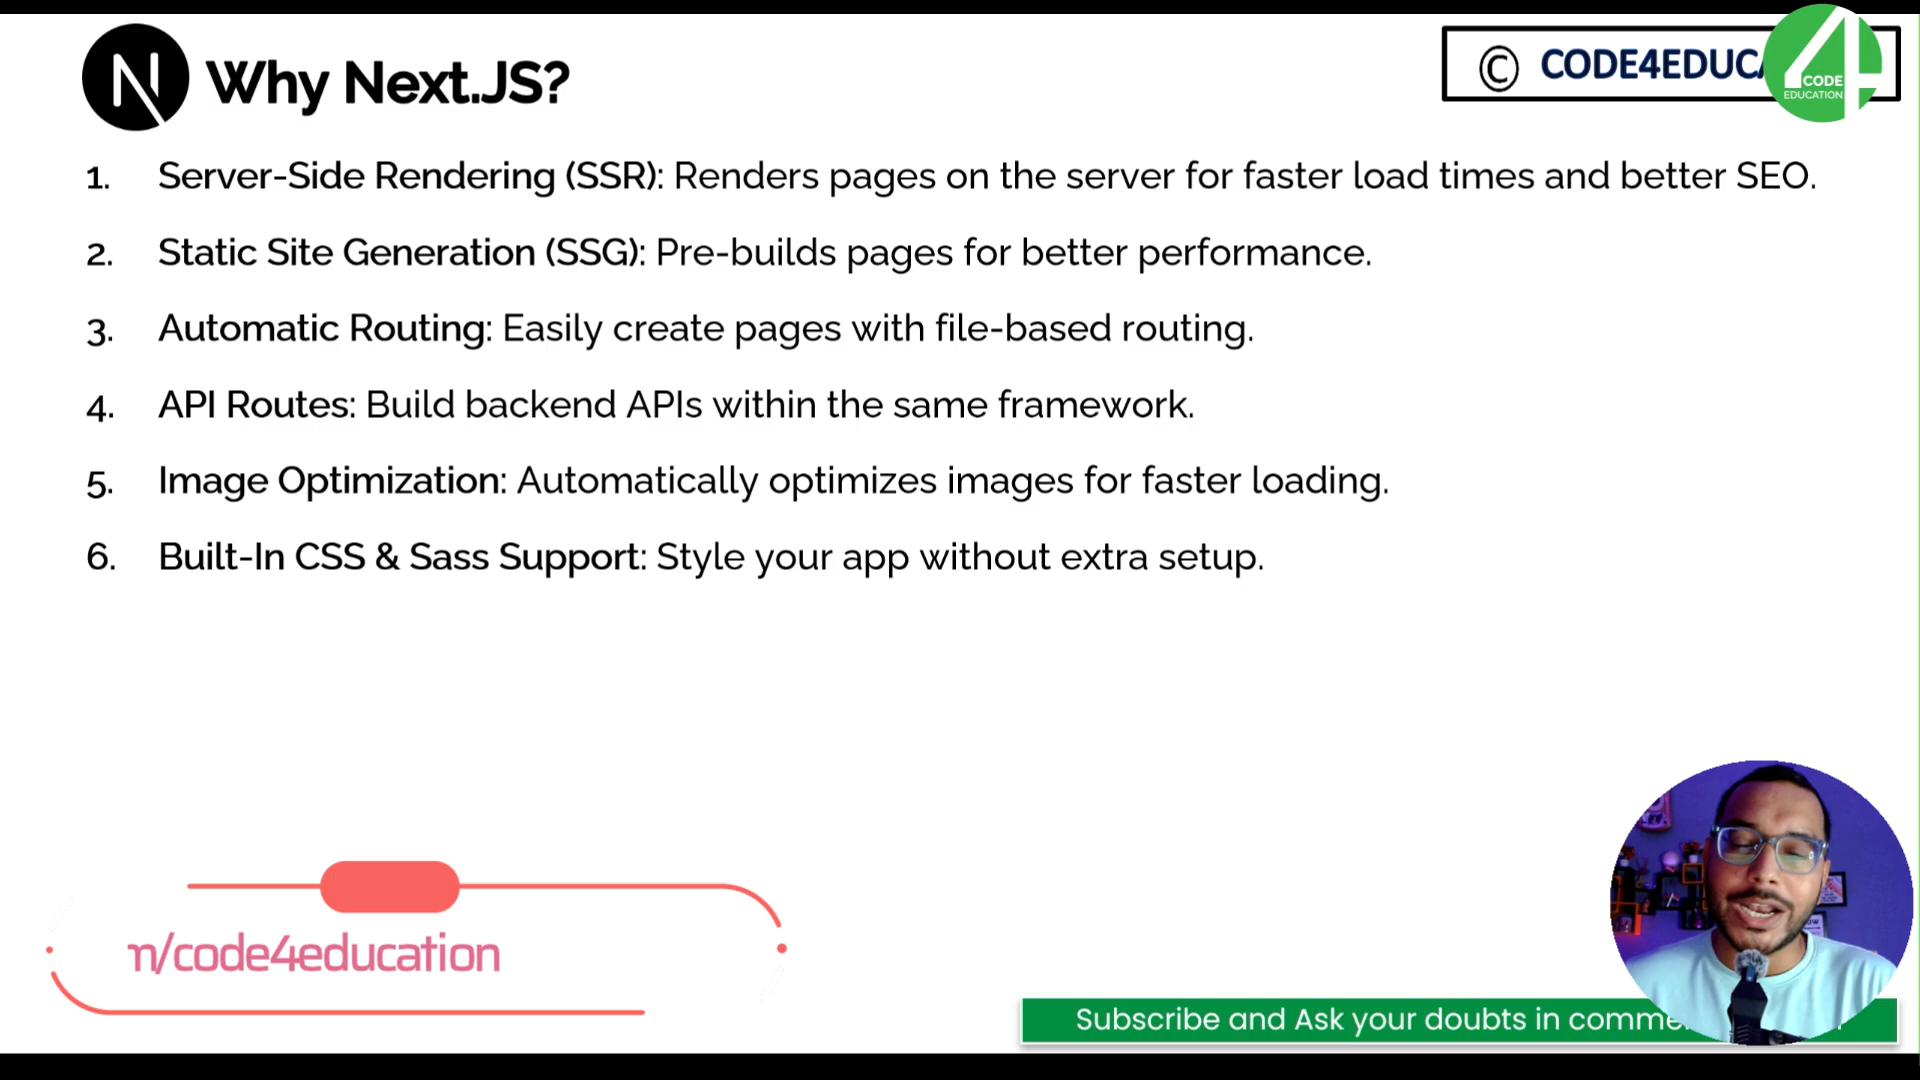 Why Next.JS?
© CODE4EDUCA
CODE
EDUCATION
1. Server-Side Rendering (SSR): Renders pages on the server for faster load times and better SEO.
2. Static Site Generation (SSG): Pre-builds pages for better performance.
3. Automatic Routing: Easily create pages with file-based routing.
4. API Routes: Build backend APIs within the same framework.
5. Image Optimization: Automatically optimizes images for faster loading.
6. Built-In CSS & Sass Support: Style your app without extra setup.
/code4education
Subscribe and Ask your doubts in comme